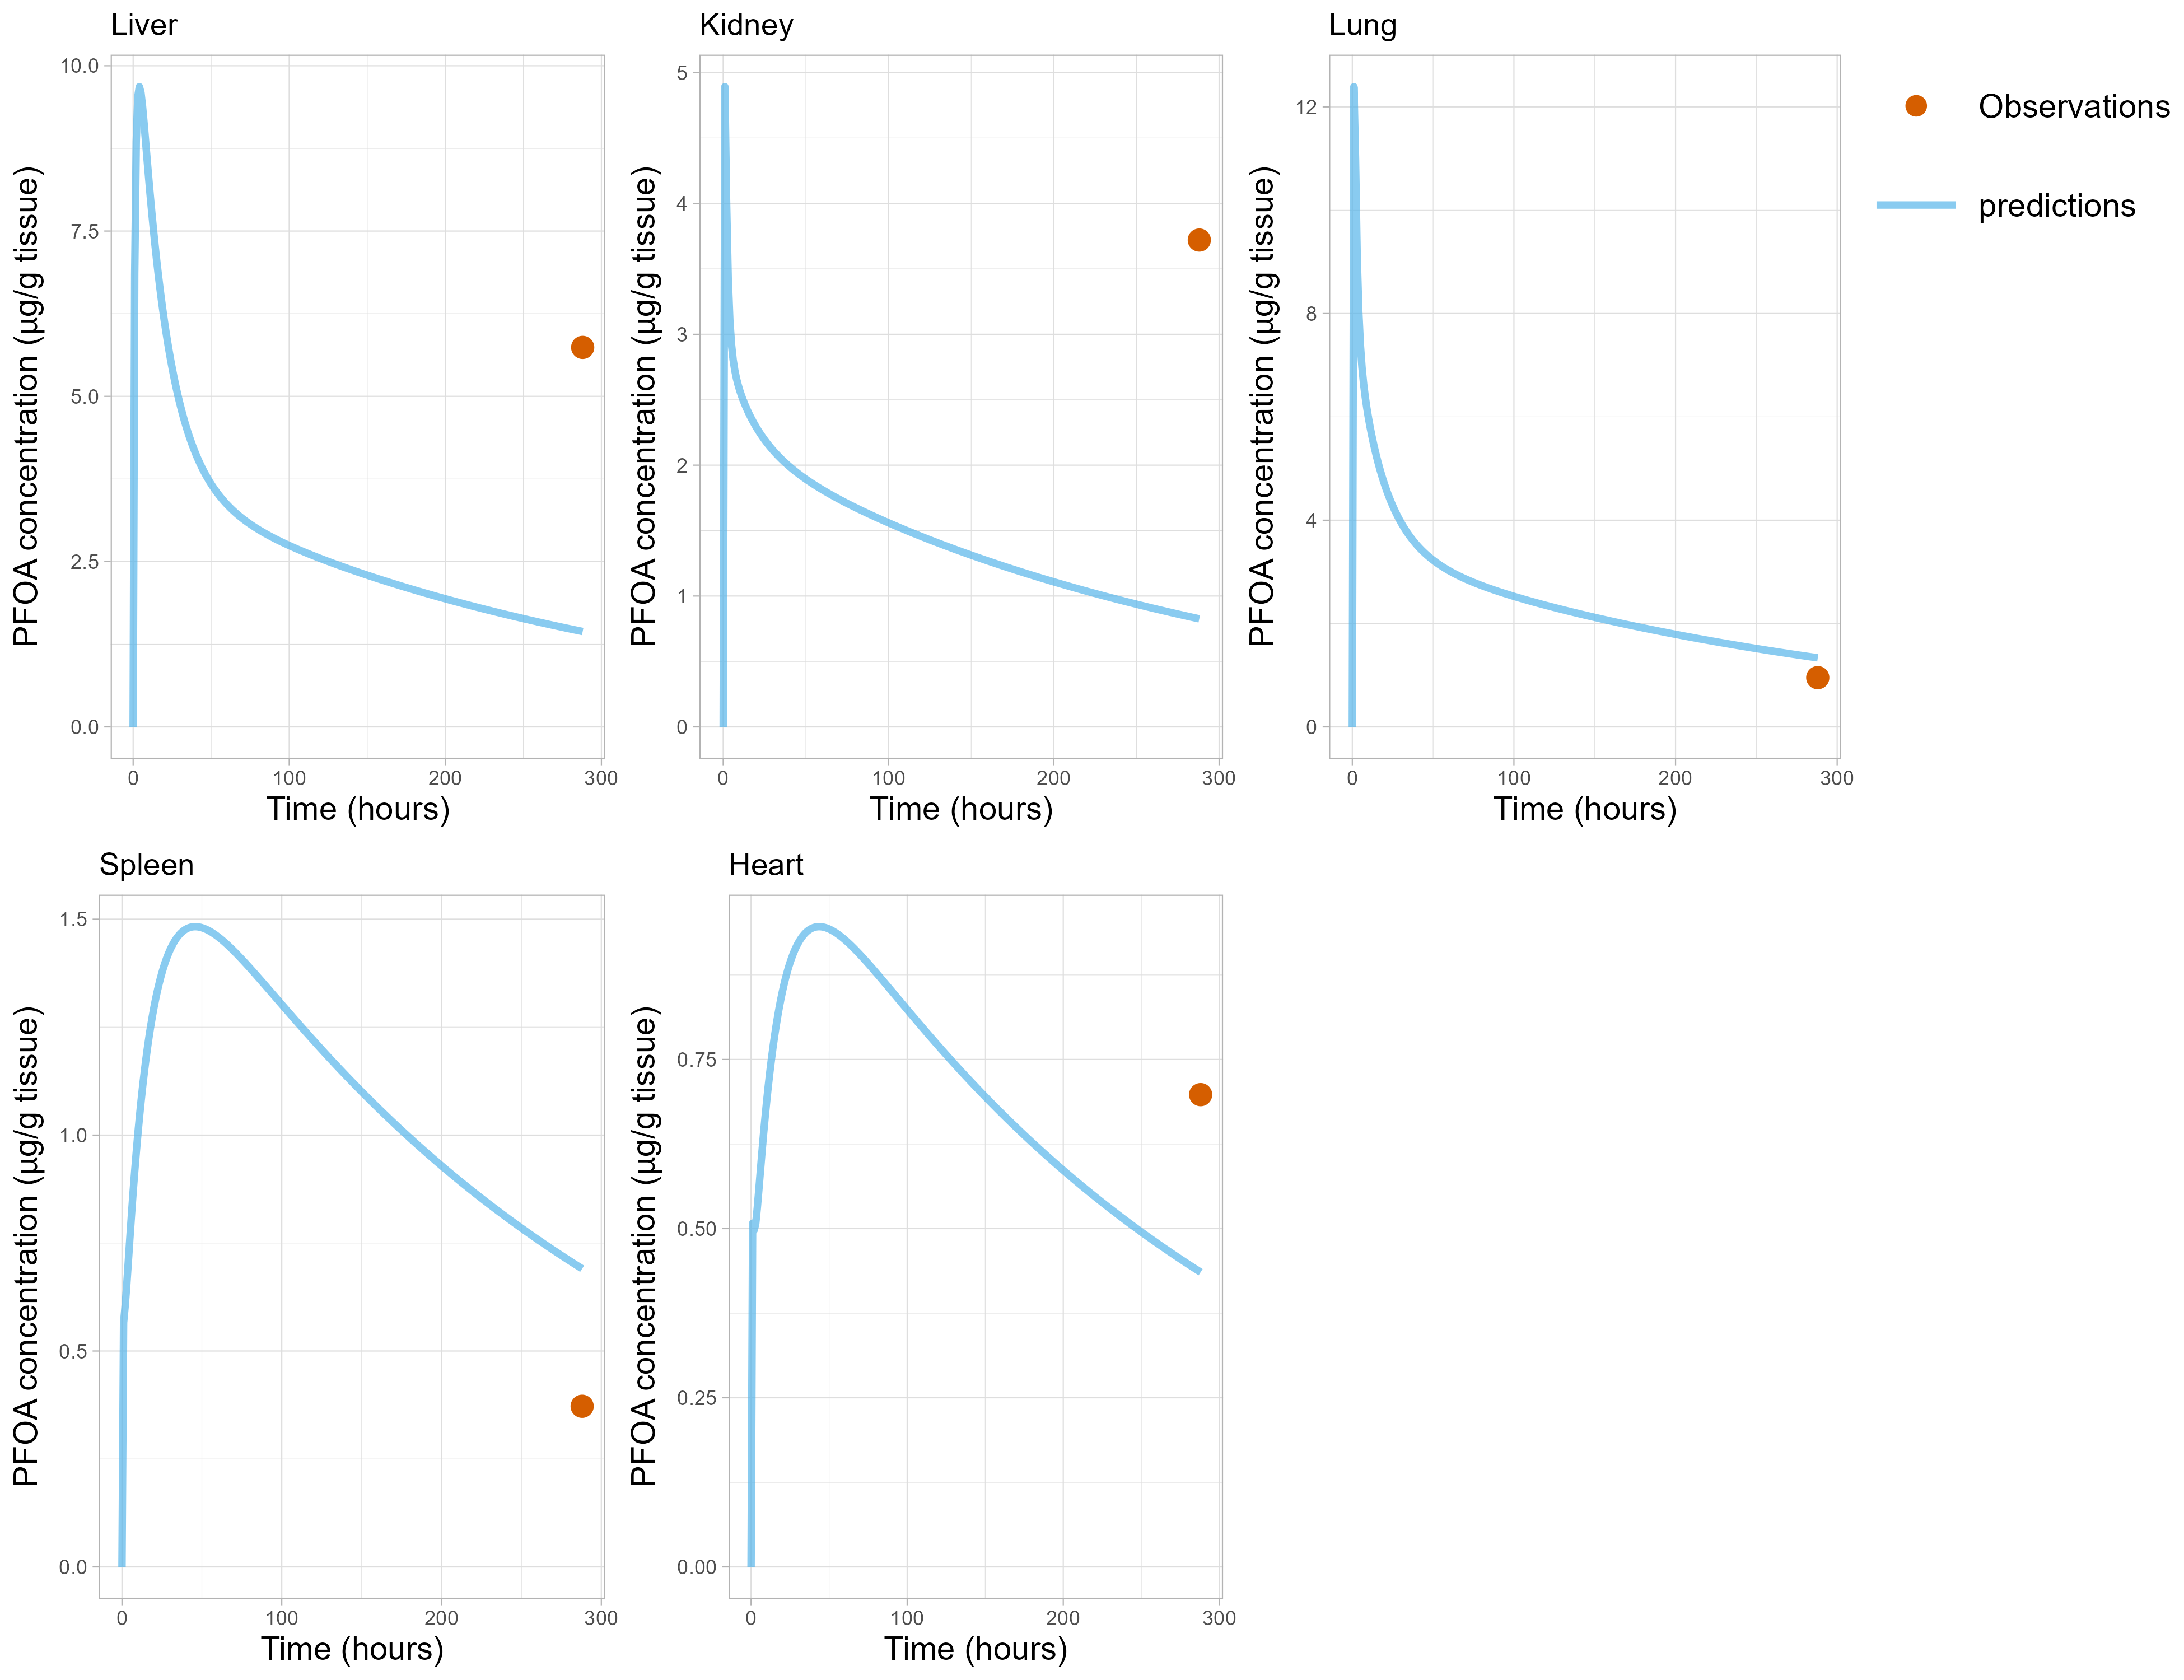 Liver
PFOA concentration (µg/g tissue)
10.0
7.5
5.0
2.5
0.0
0 100 200 300
Time (hours)
Kidney
PFOA concentration (µg/g tissue)
5
4
3
2
1
0
0 100 200 300
Time (hours)
Lung
PFOA concentration (µg/g tissue)
12
8
4
0
0 100 200 300
Time (hours)
Observations
predictions
Spleen
PFOA concentration (µg/g tissue)
1.5
1.0
0.5
0.0
0 100 200 300
Time (hours)
Heart
PFOA concentration (µg/g tissue)
0.75
0.50
0.25
0.00
0 100 200 300
Time (hours)